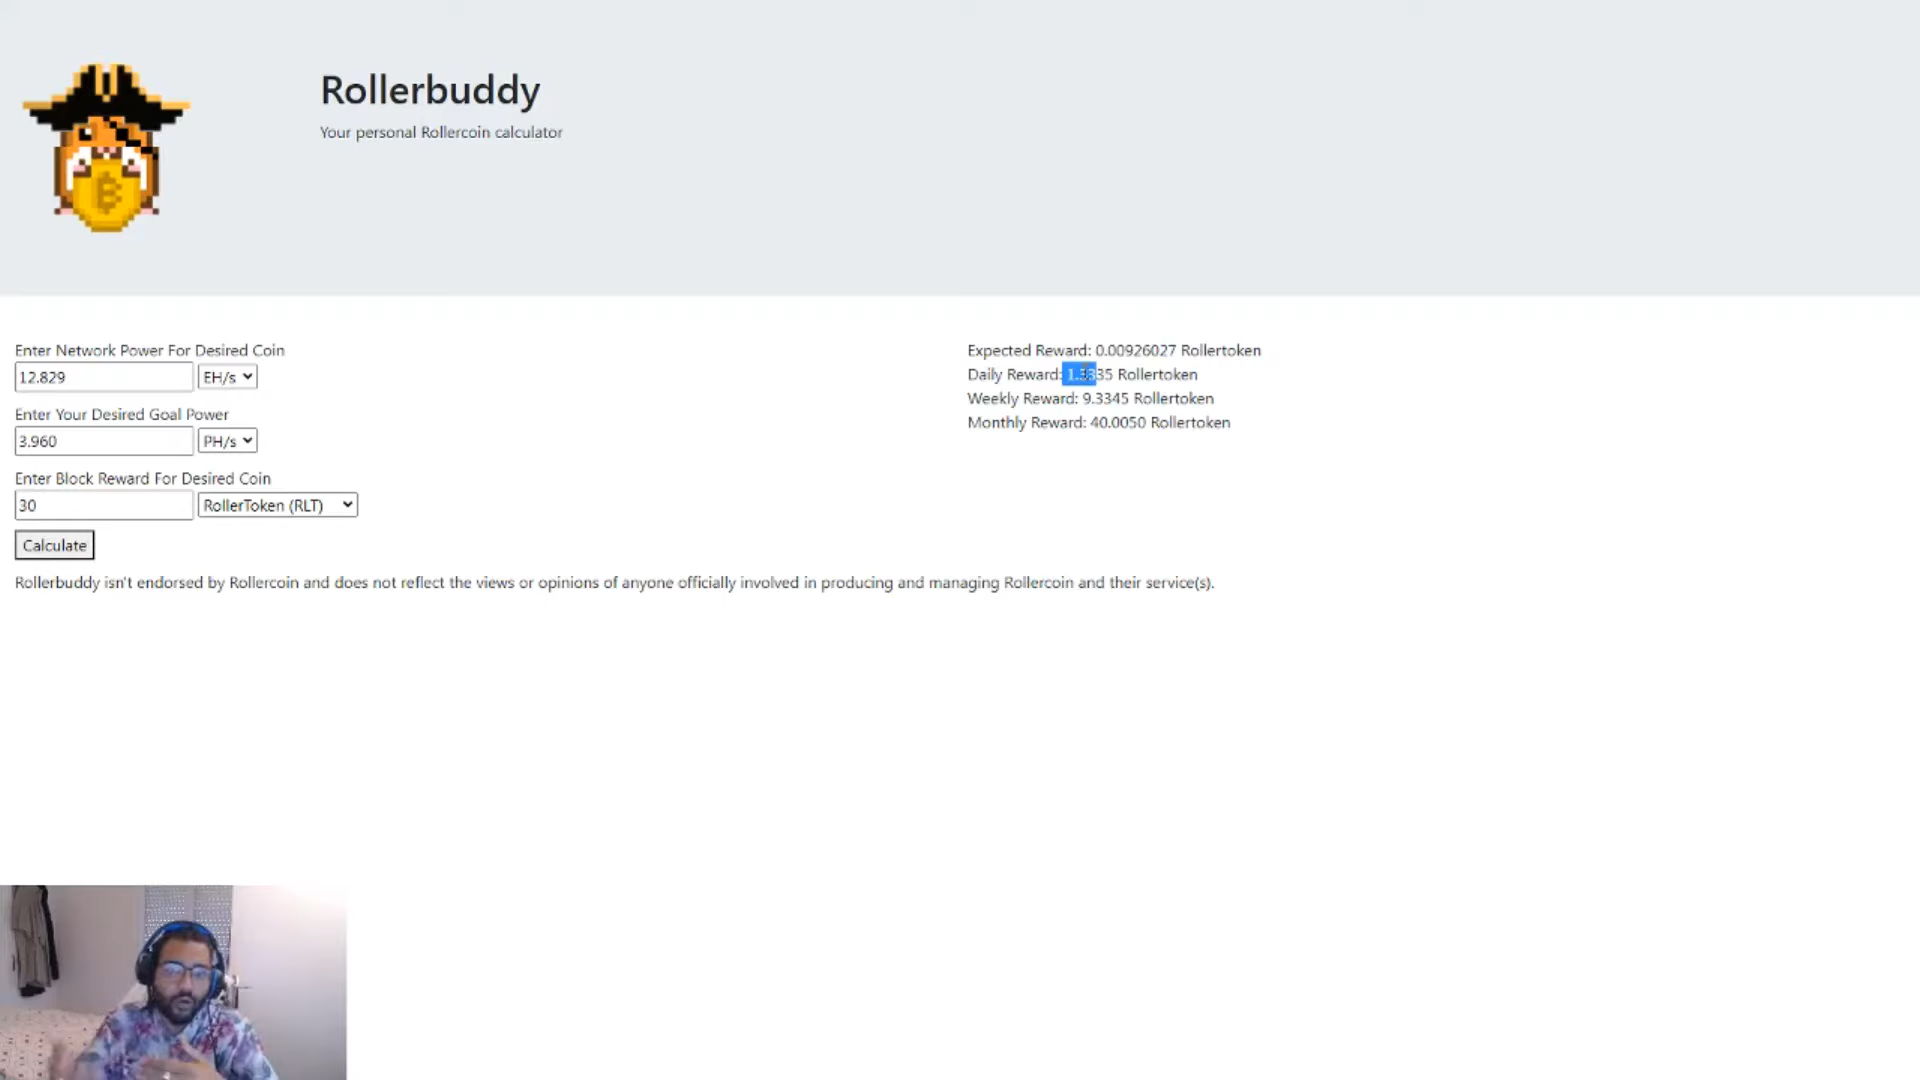 Rollerbuddy
Your personal Rollercoin calculator
Enter Network Power For Desired Coin
12.829 EH/s
Enter Your Desired Goal Power
3.960 PH/s
Enter Block Reward For Desired Coin
30 RollerToken (RLT)
Calculate
Expected Reward: 0.00926027 Rollertoken
Daily Reward: 1.3335 Rollertoken
Weekly Reward: 9.3345 Rollertoken
Monthly Reward: 40.0050 Rollertoken
Rollerbuddy isn't endorsed by Rollercoin and does not reflect the views or opinions of anyone officially involved in producing and managing Rollercoin and their service(s).